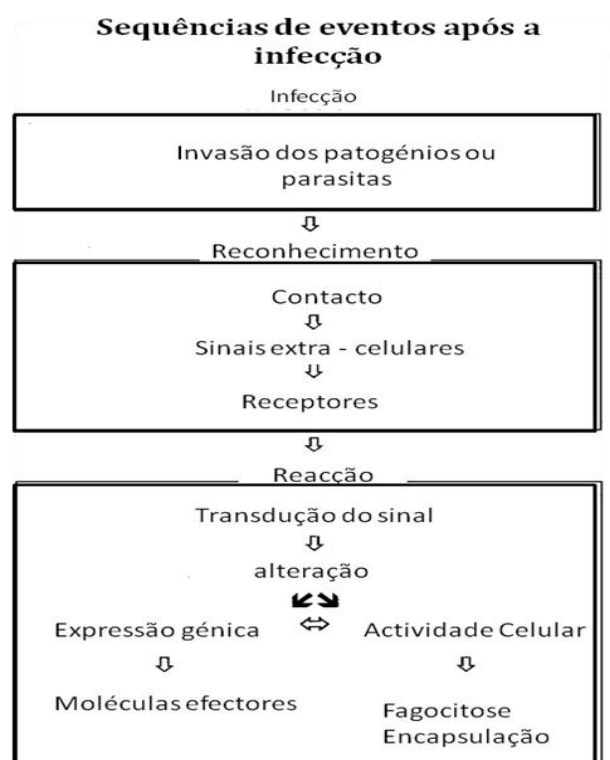 Sequências de eventos após a
infecção
Infecção
Invasão dos patogénios ou
parasitas
Reconhecimento
Contacto
Sinais extra - celulares
Receptores
Reacção
Transdução do sinal
alteração
Expressão génica
Actividade Celular
Moléculas efectores
Fagocitose
Encapsulação